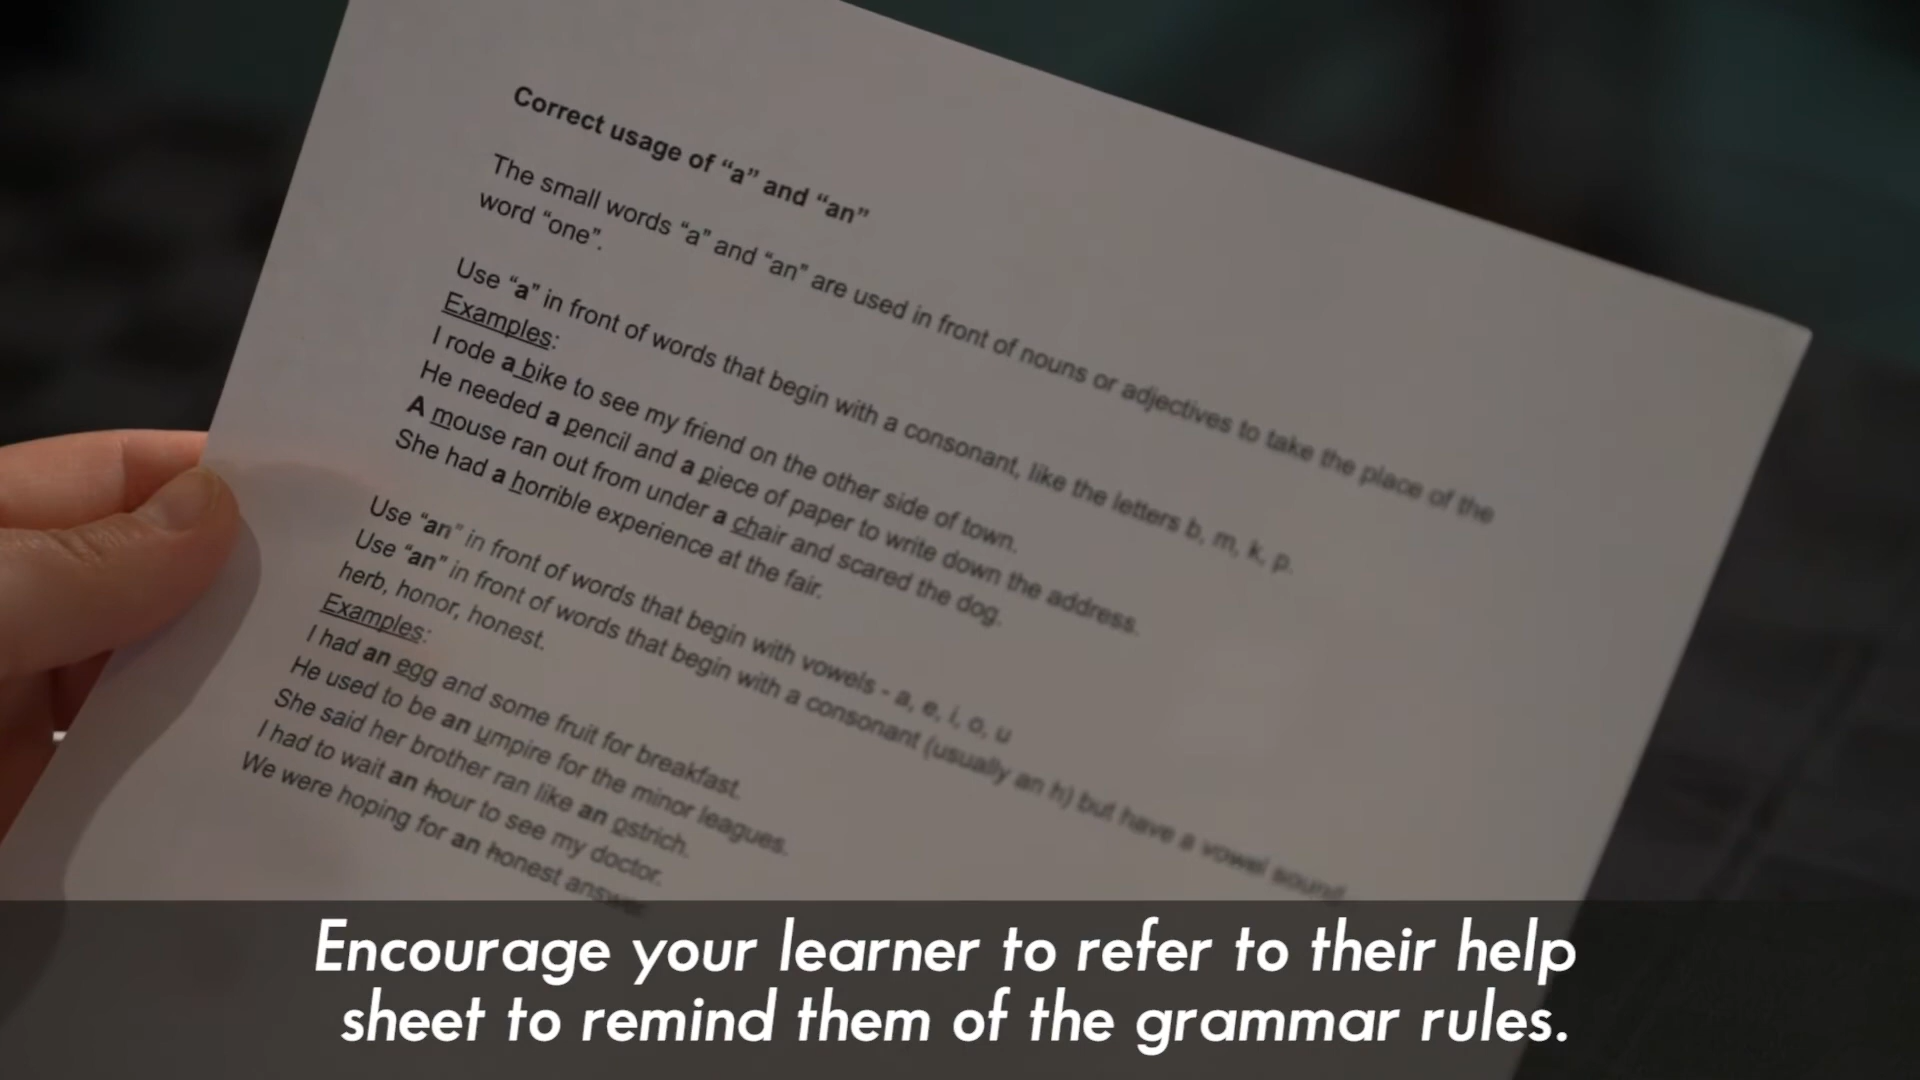 Correct usage of “a” and “an”
The small words “a” and “an” are used in front of nouns or adjectives to take the place of the
word “one”.
Use “a” in front of words that begin with a consonant, like the letters b, m, k, p.
Examples:
I rode a bike to see my friend on the other side of town.
He needed a pencil and a piece of paper to write down the address.
A mouse ran out from under a chair and scared the dog.
She had a horrible experience at the fair.
Use “an” in front of words that begin with vowels - a, e, i, o, u
Use “an” in front of words that begin with a consonant (usually an h) but have a vowel sound
herb, honor, honest.
Examples:
I had an egg and some fruit for breakfast.
He used to be an umpire for the minor leagues.
She said her brother ran like an ostrich.
I had to wait an hour to see my doctor.
We were hoping for an honest answer
Encourage your learner to refer to their help
sheet to remind them of the grammar rules.